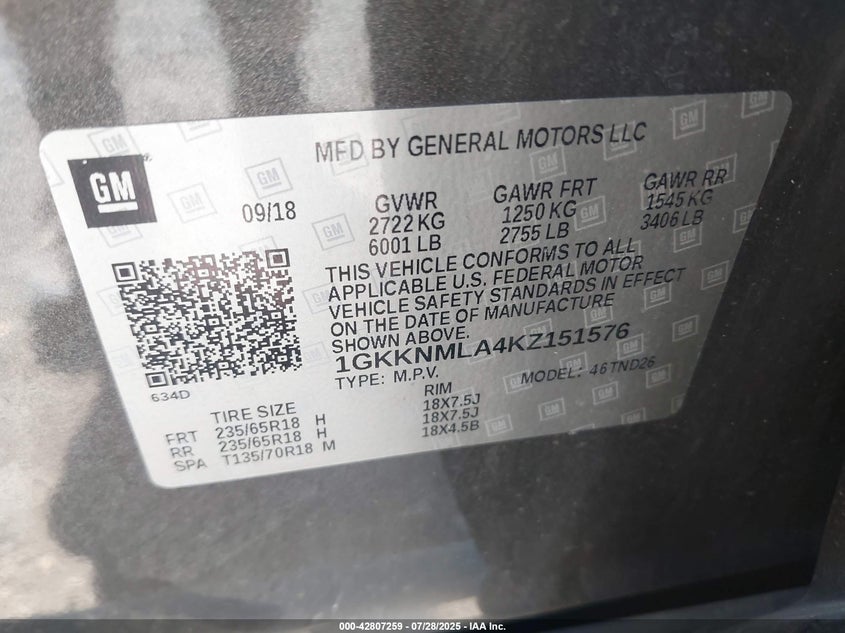 GM
MFD BY GENERAL MOTORS LLC
09/18
GVWR
2722 KG
6001 LB
GAWR FRT
1250 KG
2755 LB
GAWR RR
1545 KG
3406 LB
THIS VEHICLE CONFORMS TO ALL
APPLICABLE U.S. FEDERAL MOTOR
VEHICLE SAFETY STANDARDS IN EFFECT
ON THE DATE OF MANUFACTURE
SHOWN ABOVE.
1GKKNMLA4KZ151576
TYPE: M.P.V. MODEL: 46TND26
634D
TIRE SIZE RIM
FRT 235/65R18 H 18X7.5J
RR 235/65R18 H 18X7.5J
SPA T135/70R18 M 18X4.5B
000-42807259 | 07/28/2025 - IAA Inc.